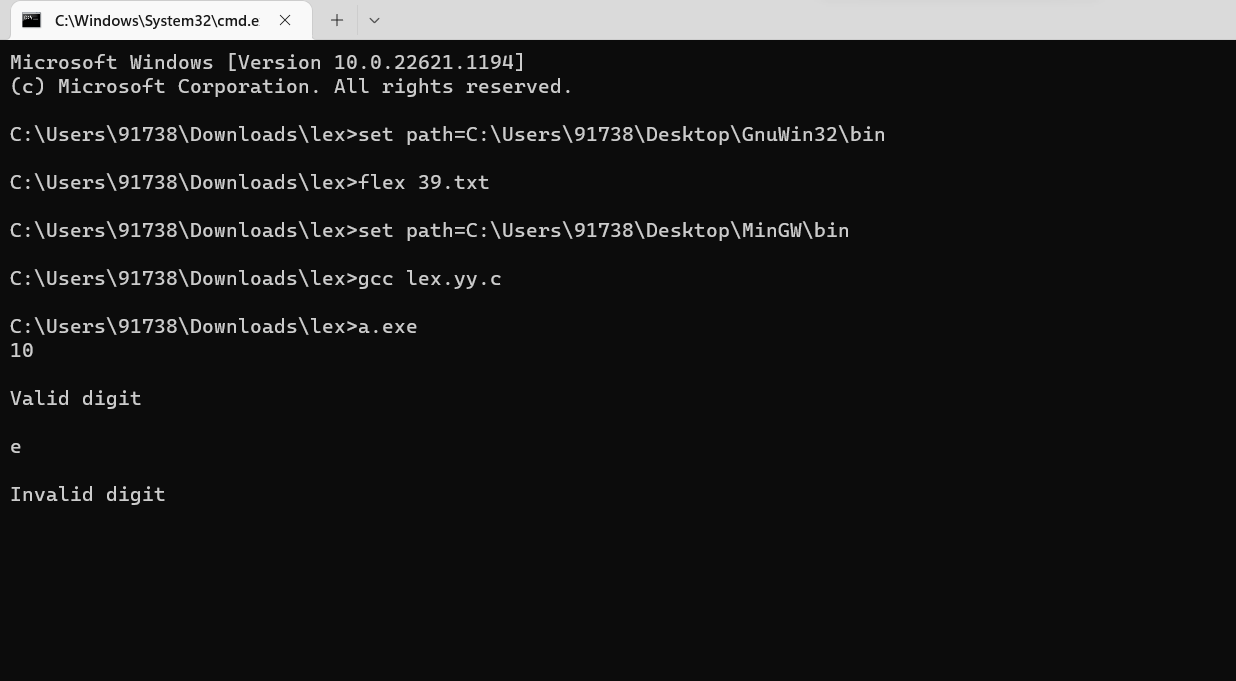 C:\Windows\System32\cmd.e
Microsoft Windows [Version 10.0.22621.1194]
(c) Microsoft Corporation. All rights reserved.
C:\Users\91738\Downloads\lex>set path=C:\Users\91738\Desktop\GnuWin32\bin
C:\Users\91738\Downloads\lex>flex 39.txt
C:\Users\91738\Downloads\lex>set path=C:\Users\91738\Desktop\MinGW\bin
C:\Users\91738\Downloads\lex>gcc lex.yy.c
C:\Users\91738\Downloads\lex>a.exe
10
Valid digit
e
Invalid digit